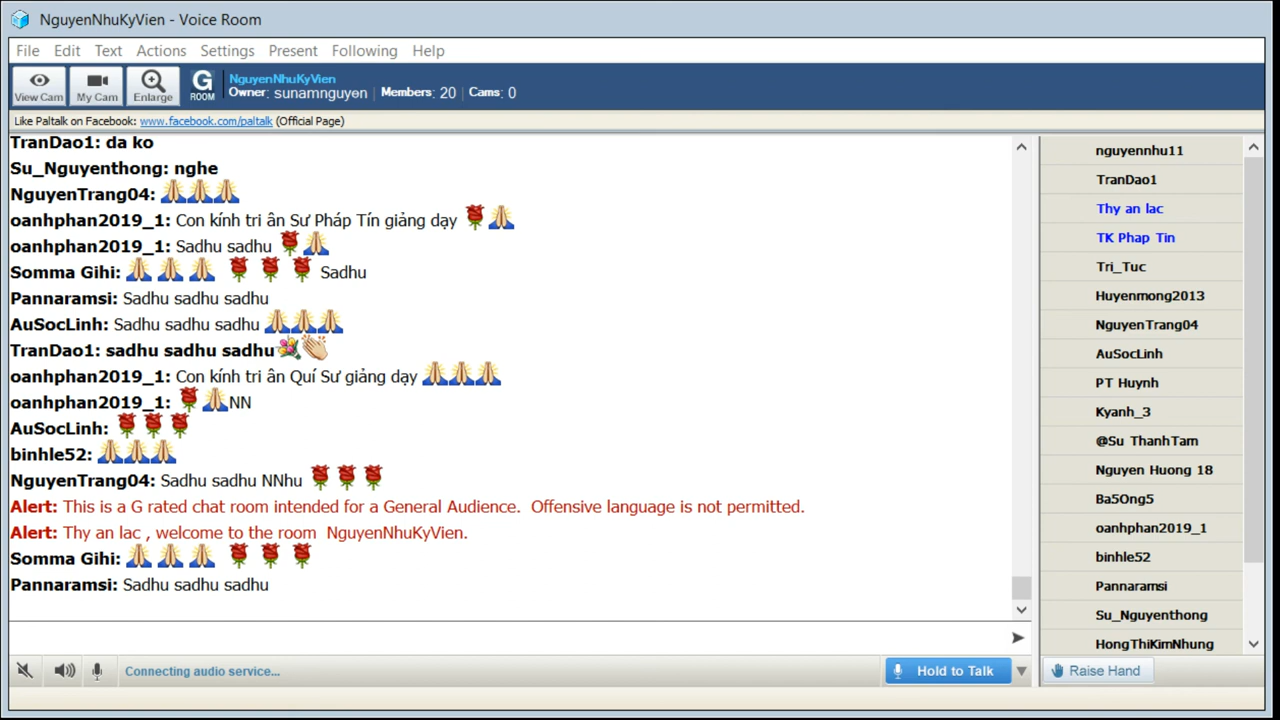 NguyenNhuKyVien - Voice Room
File Edit Text Actions Settings Present Following Help
View Cam My Cam Enlarge G ROOM NguyenNhuKyVien
Owner: sunamnguyen | Members: 20 | Cams: 0
Like Paltalk on Facebook: www.facebook.com/paltalk (Official Page)
TranDao1: da ko
Su_Nguyenthong: nghe
NguyenTrang04: 🙏🙏🙏
oanhphan2019_1: Con kính tri ân Sư Pháp Tín giảng dạy 🌹🙏
oanhphan2019_1: Sadhu sadhu 🌹🙏
Somma Gihi: 🙏 🙏 🙏 🌹 🌹 🌹 Sadhu
Pannaramsi: Sadhu sadhu sadhu
AuSocLinh: Sadhu sadhu sadhu 🙏🙏🙏
TranDao1: sadhu sadhu sadhu💐👏
oanhphan2019_1: Con kính tri ân Quí Sư giảng dạy 🙏🙏🙏
oanhphan2019_1: 🌹🙏NN
AuSocLinh: 🌹🌹🌹
binhle52: 🙏🙏🙏
NguyenTrang04: Sadhu sadhu NNhu 🌹🌹🌹
Alert: This is a G rated chat room intended for a General Audience. Offensive language is not permitted.
Alert: Thy an lac , welcome to the room NguyenNhuKyVien.
Somma Gihi: 🙏 🙏 🙏 🌹 🌹 🌹
Pannaramsi: Sadhu sadhu sadhu
nguyennhu11
TranDao1
Thy an lac
TK Phap Tin
Tri_Tuc
Huyenmong2013
NguyenTrang04
AuSocLinh
PT Huynh
Kyanh_3
@Su ThanhTam
Nguyen Huong 18
Ba5Ong5
oanhphan2019_1
binhle52
Pannaramsi
Su_Nguyenthong
HongThiKimNhung
Connecting audio service... Hold to Talk Raise Hand